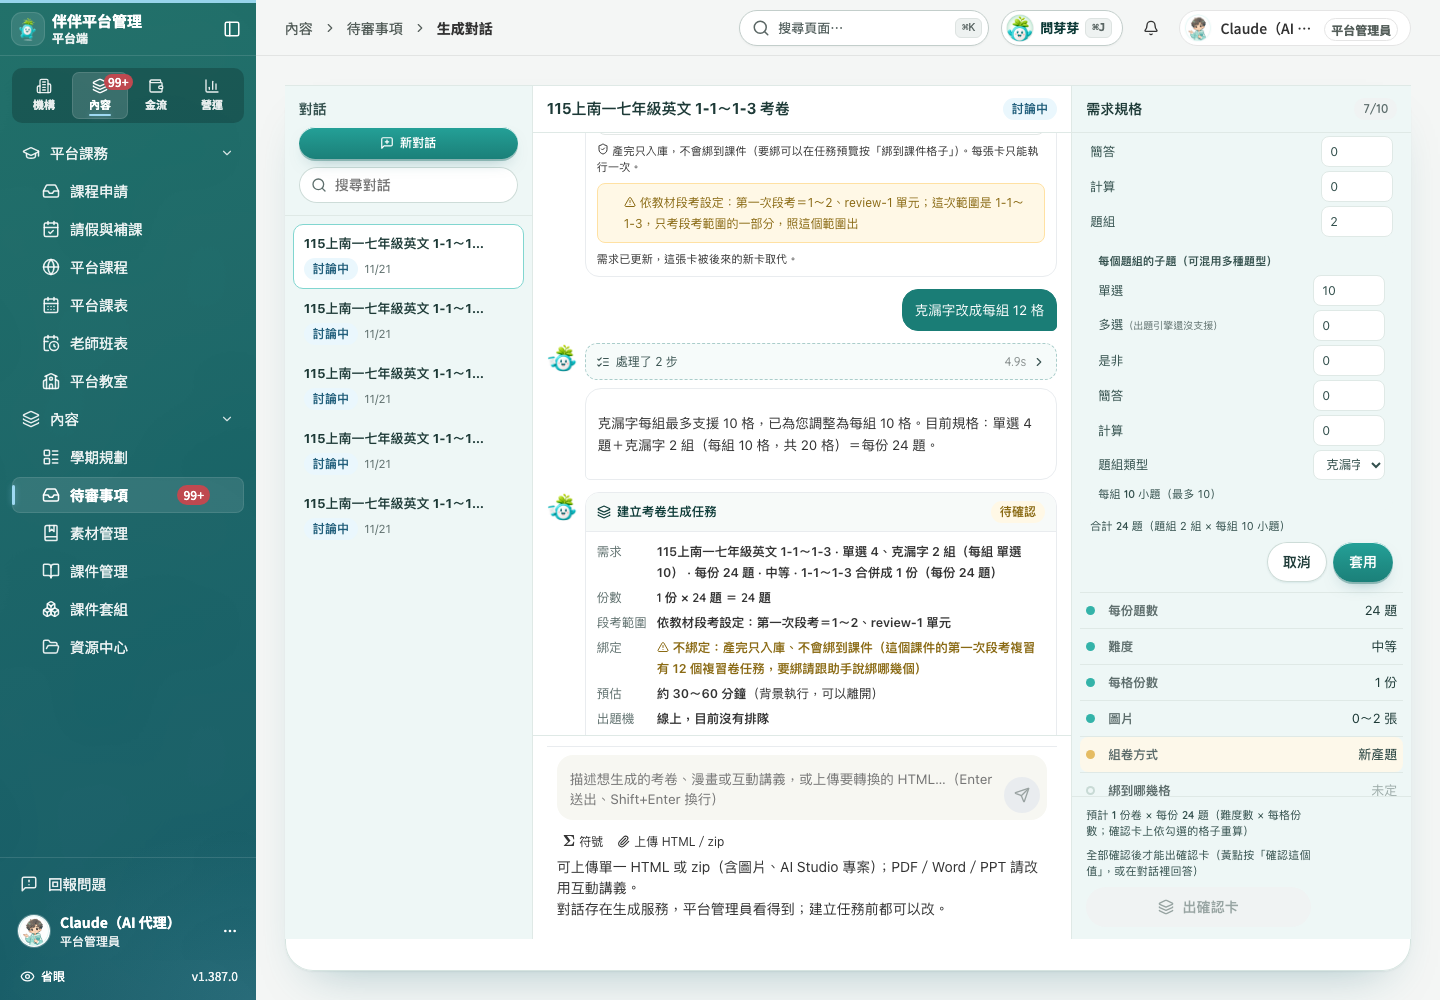 伴伴平台管理
平台端
機構
內容
99+
金流
營運
平台課務
課程申請
請假與補課
平台課程
平台課表
老師班表
平台教室
內容
學期規劃
待審事項
99+
素材管理
課件管理
課件套組
資源中心
回報問題
Claude（AI 代理）
平台管理員
省眼
v1.387.0
內容
待審事項
生成對話
搜尋頁面…
⌘K
問芽芽
⌘J
Claude（AI …
平台管理員
對話
新對話
搜尋對話
115上南一七年級英文 1-1～1...
討論中
11/21
115上南一七年級英文 1-1～1...
討論中
11/21
115上南一七年級英文 1-1～1...
討論中
11/21
115上南一七年級英文 1-1～1...
討論中
11/21
115上南一七年級英文 1-1～1...
討論中
11/21
115上南一七年級英文 1-1～1-3 考卷
討論中
產完只入庫，不會綁到課件（要綁可以在任務預覽按「綁到課件格子」）。每張卡只能執
行一次。
依教材段考設定：第一次段考＝1～2、review-1 單元；這次範圍是 1-1～
1-3，只考段考範圍的一部分，照這個範圍出
需求已更新，這張卡被後來的新卡取代。
克漏字改成每組 12 格
處理了 2 步
4.9s
克漏字每組最多支援 10 格，已為您調整為每組 10 格。目前規格：單選 4
題＋克漏字 2 組（每組 10 格，共 20 格）＝每份 24 題。
建立考卷生成任務
待確認
需求
115上南一七年級英文 1-1～1-3 · 單選 4、克漏字 2 組（每組 單選
10） · 每份 24 題 · 中等 · 1-1～1-3 合併成 1 份（每份 24 題）
份數
1 份 × 24 題 ＝ 24 題
段考範圍
依教材段考設定：第一次段考＝1～2、review-1 單元
綁定
不綁定：產完只入庫、不會綁到課件（這個課件的第一次段考複習
有 12 個複習卷任務，要綁請跟助手說綁哪幾個）
預估
約 30～60 分鐘（背景執行，可以離開）
出題機
線上，目前沒有排隊
描述想生成的考卷、漫畫或互動講義，或上傳要轉換的 HTML...（Enter
送出、Shift+Enter 換行）
Σ 符號
上傳 HTML / zip
可上傳單一 HTML 或 zip（含圖片、AI Studio 專案）；PDF / Word / PPT 請改
用互動講義。
對話存在生成服務，平台管理員看得到；建立任務前都可以改。
需求規格
7/10
簡答
0
計算
0
題組
2
每個題組的子題（可混用多種題型）
單選
10
多選（出題引擎還沒支援）
0
是非
0
簡答
0
計算
0
題組類型
克漏字
每組 10 小題（最多 10）
合計 24 題（題組 2 組 × 每組 10 小題）
取消
套用
每份題數
24 題
難度
中等
每格份數
1 份
圖片
0～2 張
組卷方式
新產題
綁到哪幾格
未定
預計 1 份卷 × 每份 24 題（難度數 × 每格份
數；確認卡上依勾選的格子重算）
全部確認後才能出確認卡（黃點按「確認這個
值」，或在對話裡回答）
出確認卡